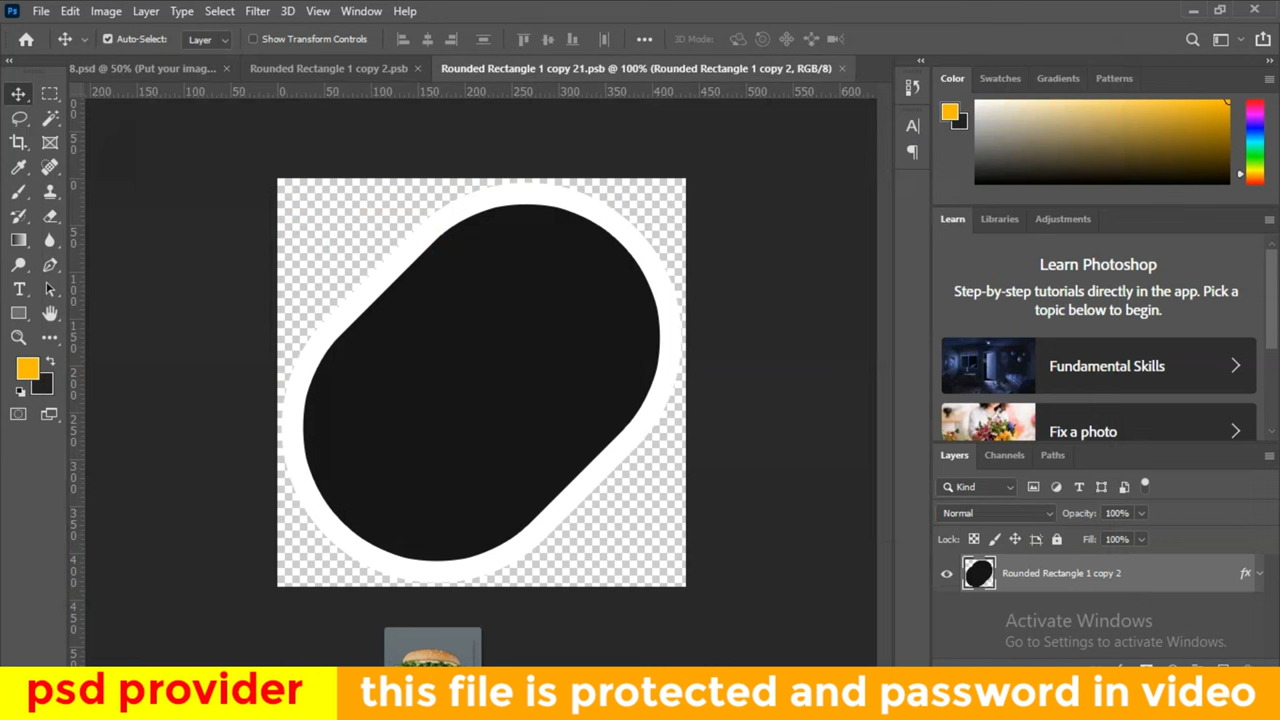 Ps File Edit Image Layer Type Select Filter 3D View Window Help
Auto-Select: Layer Show Transform Controls 3D Mode:
8.psd @ 50% (Put your imag... × Rounded Rectangle 1 copy 2.psb × Rounded Rectangle 1 copy 21.psb @ 100% (Rounded Rectangle 1 copy 2, RGB/8) ×
200 150 100 50 0 50 100 150 200 250 300 350 400 450 500 550 600
Color Swatches Gradients Patterns
Learn Libraries Adjustments
Learn Photoshop
Step-by-step tutorials directly in the app. Pick a
topic below to begin.
Fundamental Skills
Fix a photo
Layers Channels Paths
Kind
Normal Opacity: 100%
Lock: Fill: 100%
Rounded Rectangle 1 copy 2 fx
Activate Windows
Go to Settings to activate Windows.
psd provider this file is protected and password in video